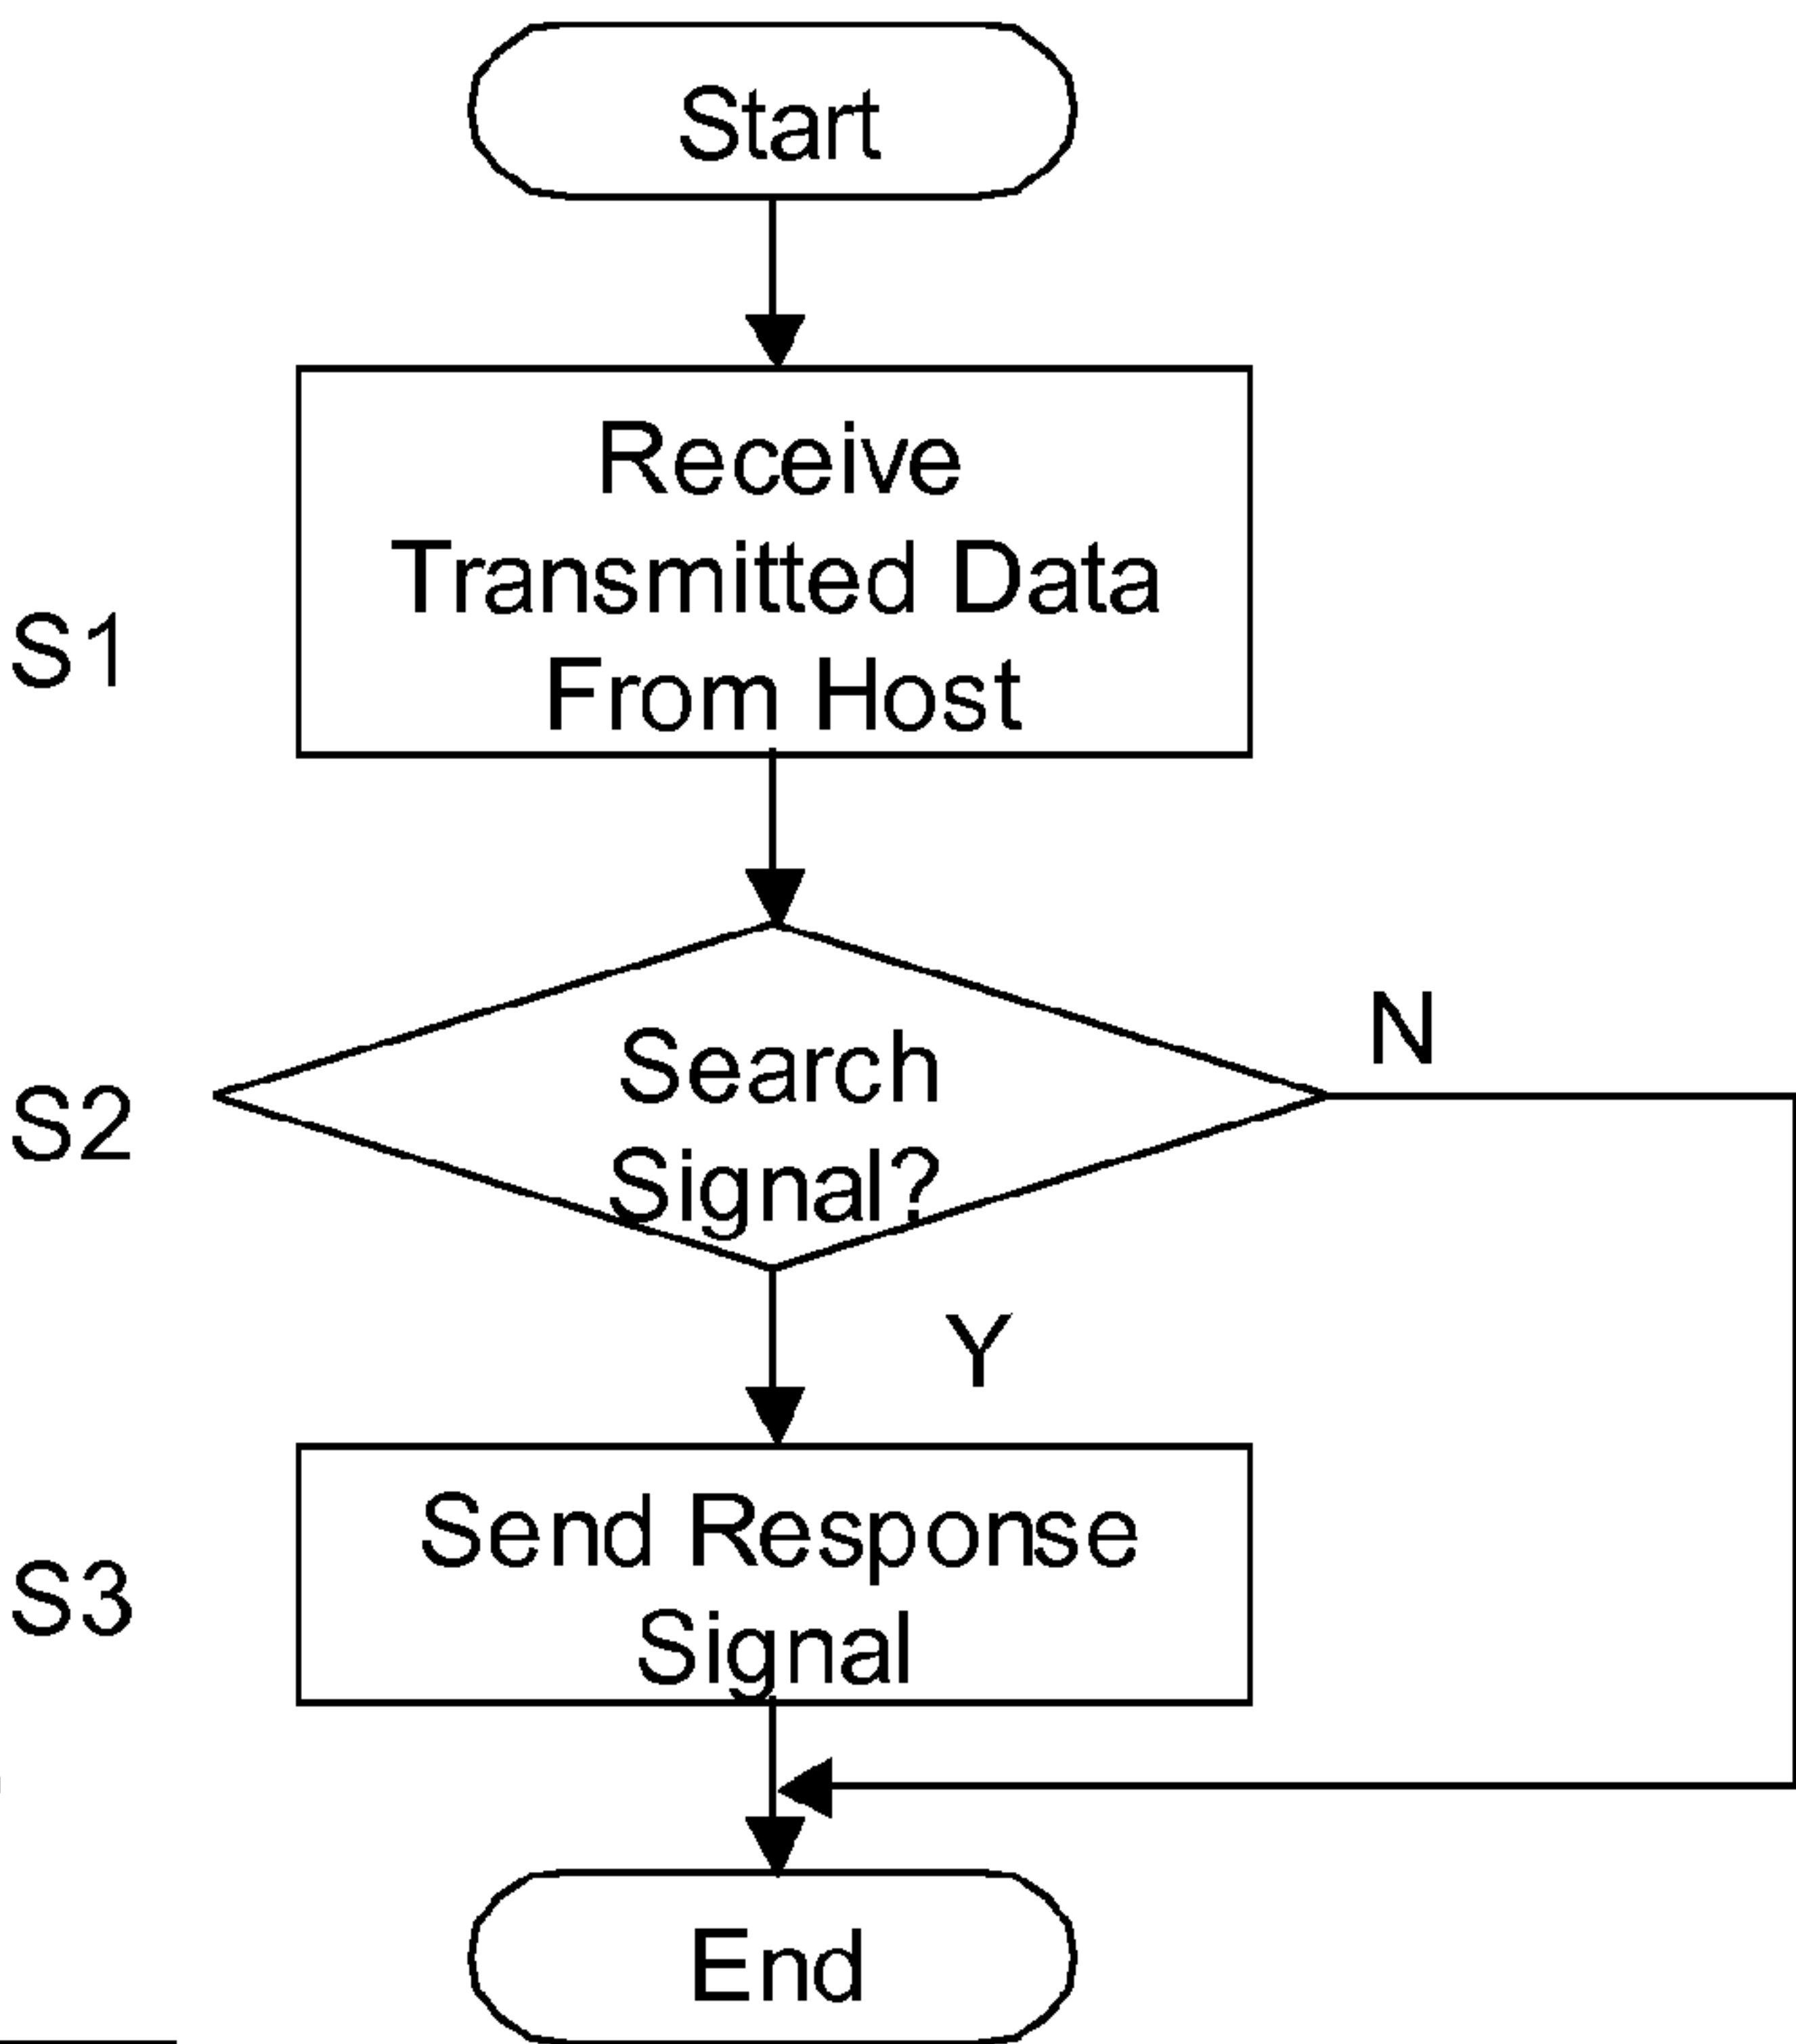 Start
Receive
Transmitted Data
From Host
S1
Search
Signal?
N
S2
Y
Send Response
Signal
S3
End